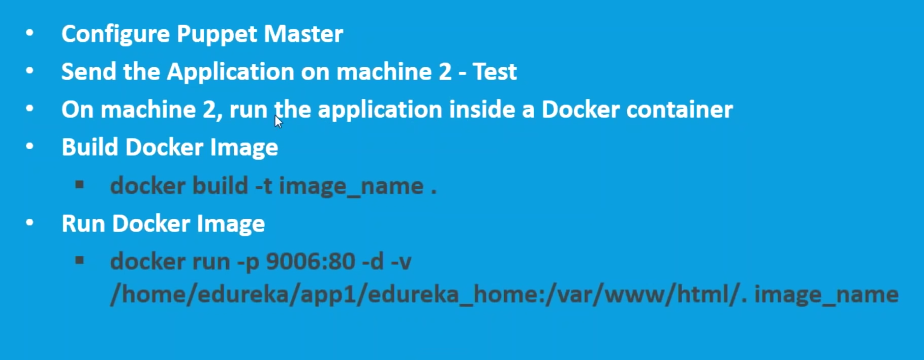 • Configure Puppet Master
• Send the Application on machine 2 - Test
• On machine 2, run the application inside a Docker container
• Build Docker Image
▪ docker build -t image_name .
• Run Docker Image
▪ docker run -p 9006:80 -d -v
/home/edureka/app1/edureka_home:/var/www/html/. image_name